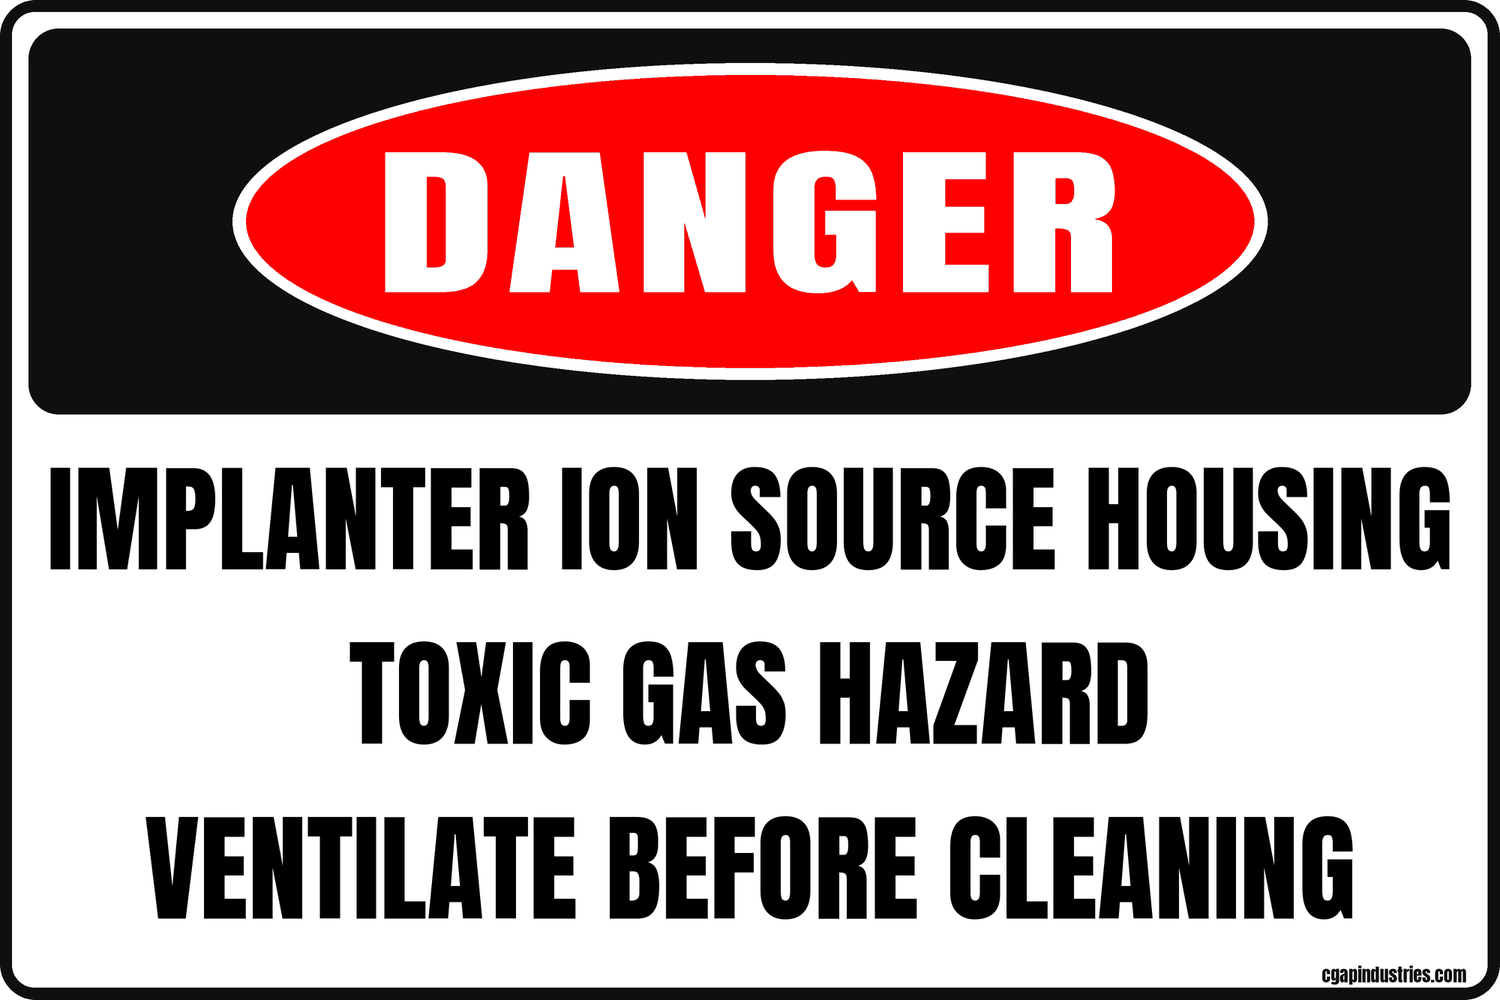 DANGER
IMPLANTER ION SOURCE HOUSING
TOXIC GAS HAZARD
VENTILATE BEFORE CLEANING
cgapindustries.com